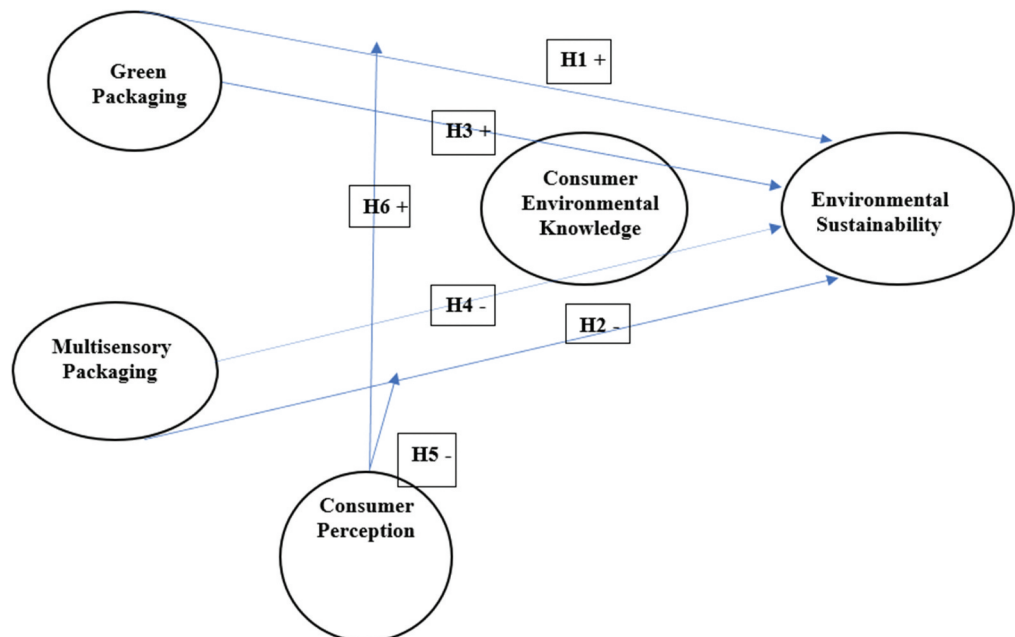 Green
Packaging
H1 +
H3 +
Consumer
Environmental
Knowledge
Environmental
Sustainability
H6 +
H4 -
H2 -
Multisensory
Packaging
H5 -
Consumer
Perception